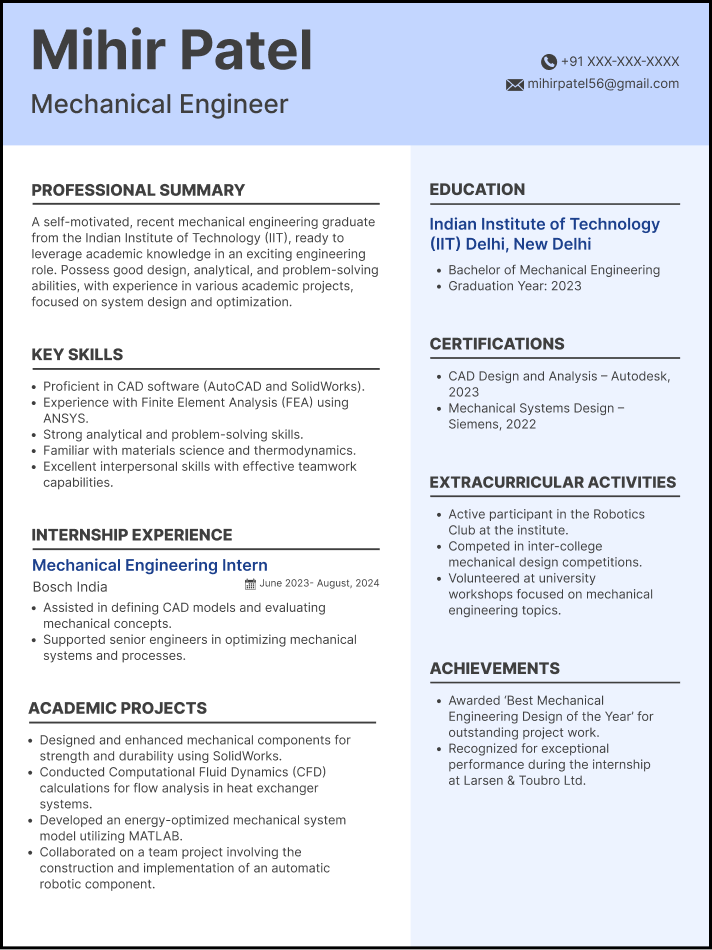 Mihir Patel
Mechanical Engineer
+91 XXX-XXX-XXXX
mihirpatel56@gmail.com
PROFESSIONAL SUMMARY
A self-motivated, recent mechanical engineering graduate
from the Indian Institute of Technology (IIT), ready to
leverage academic knowledge in an exciting engineering
role. Possess good design, analytical, and problem-solving
abilities, with experience in various academic projects,
focused on system design and optimization.
KEY SKILLS
• Proficient in CAD software (AutoCAD and SolidWorks).
• Experience with Finite Element Analysis (FEA) using
ANSYS.
• Strong analytical and problem-solving skills.
• Familiar with materials science and thermodynamics.
• Excellent interpersonal skills with effective teamwork
capabilities.
INTERNSHIP EXPERIENCE
Mechanical Engineering Intern
Bosch India
June 2023- August, 2024
• Assisted in defining CAD models and evaluating
mechanical concepts.
• Supported senior engineers in optimizing mechanical
systems and processes.
ACADEMIC PROJECTS
• Designed and enhanced mechanical components for
strength and durability using SolidWorks.
• Conducted Computational Fluid Dynamics (CFD)
calculations for flow analysis in heat exchanger
systems.
• Developed an energy-optimized mechanical system
model utilizing MATLAB.
• Collaborated on a team project involving the
construction and implementation of an automatic
robotic component.
EDUCATION
Indian Institute of Technology
(IIT) Delhi, New Delhi
• Bachelor of Mechanical Engineering
• Graduation Year: 2023
CERTIFICATIONS
• CAD Design and Analysis – Autodesk,
2023
• Mechanical Systems Design –
Siemens, 2022
EXTRACURRICULAR ACTIVITIES
• Active participant in the Robotics
Club at the institute.
• Competed in inter-college
mechanical design competitions.
• Volunteered at university
workshops focused on mechanical
engineering topics.
ACHIEVEMENTS
• Awarded ‘Best Mechanical
Engineering Design of the Year’ for
outstanding project work.
• Recognized for exceptional
performance during the internship
at Larsen & Toubro Ltd.